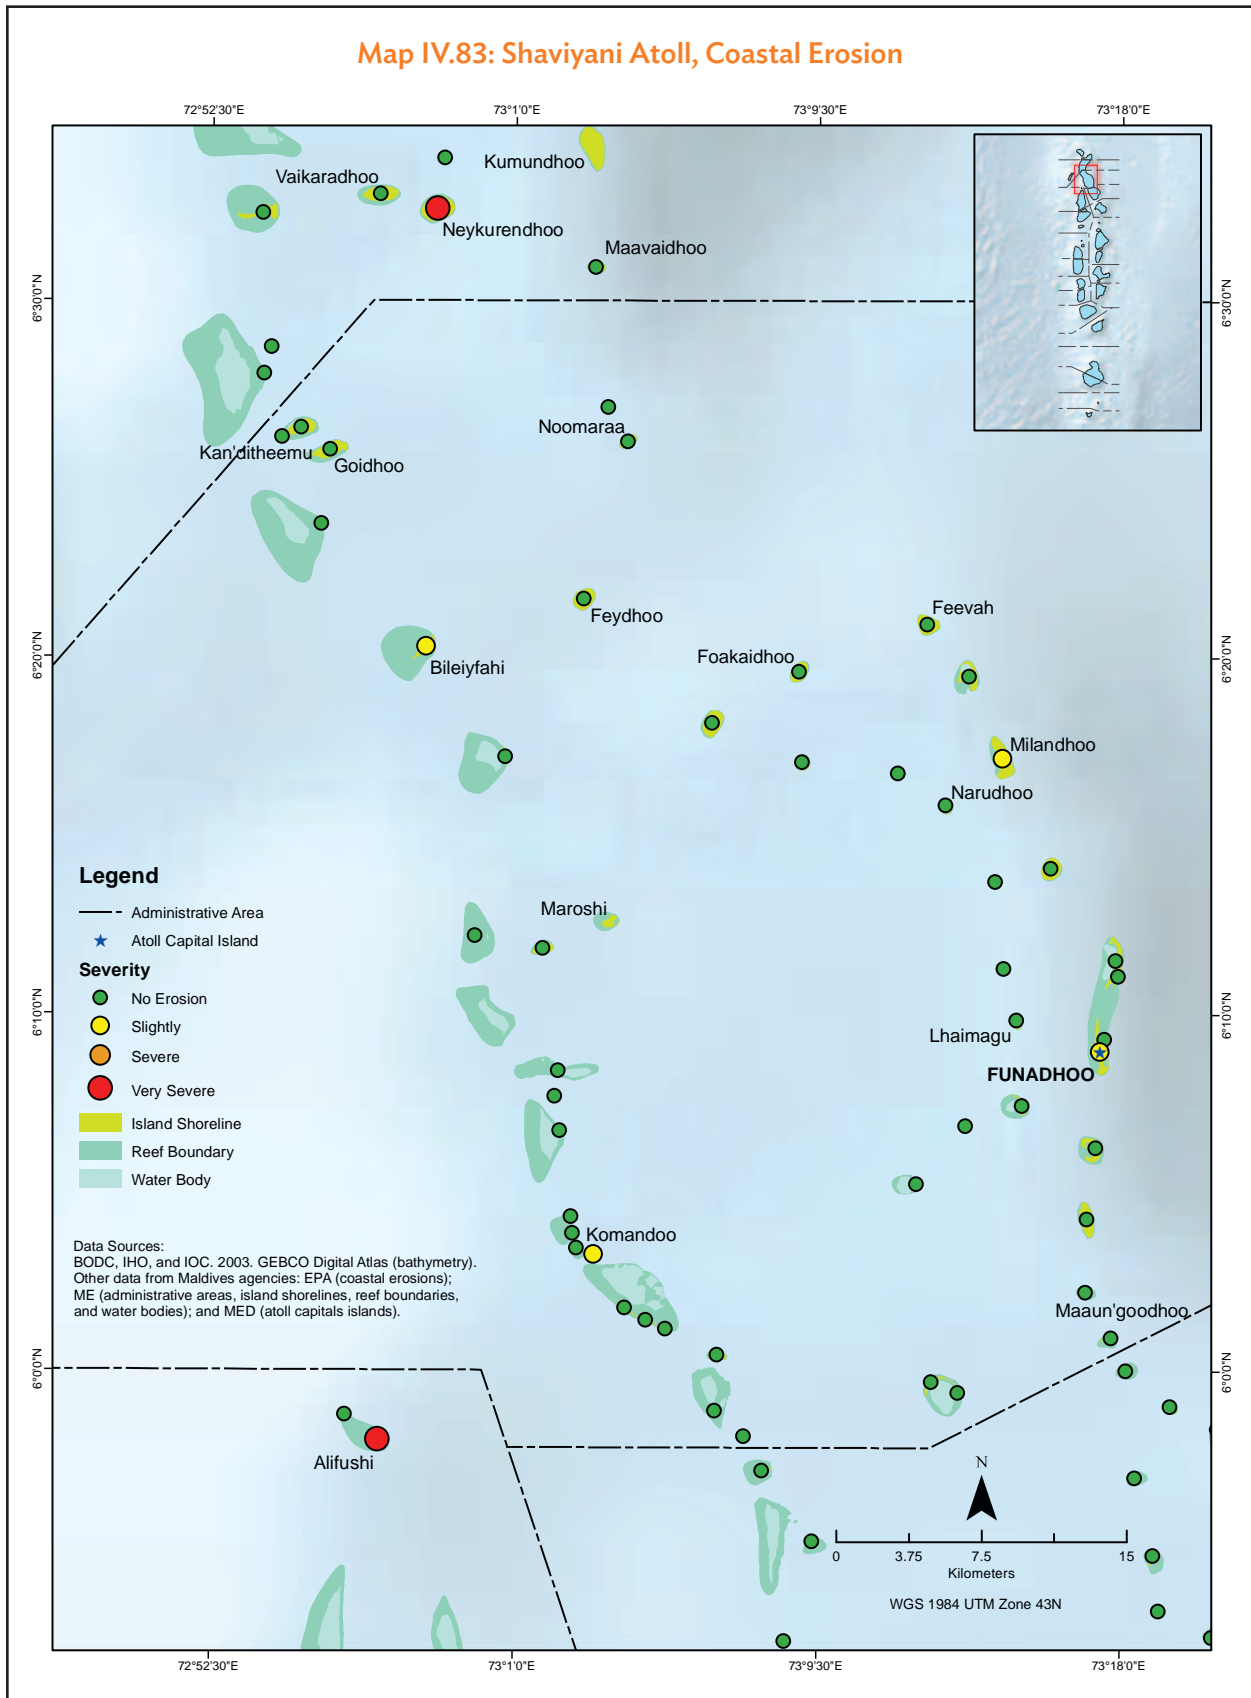 Map IV.83: Shaviyani Atoll, Coastal Erosion
72°52'30"E
73°1'0"E
73°9'30"E
73°18'0"E
Kumundhoo
Vaikaradhoo
Neykurendhoo
Maavaidhoo
6°30'0"N
6°30'0"N
Noomaraa
Kan'ditheemu
Goidhoo
Feydhoo
Feevah
6°20'0"N
6°20'0"N
Bileiyfahi
Foakaidhoo
Milandhoo
Narudhoo
Legend
Administrative Area
Atoll Capital Island
Severity
No Erosion
Slightly
Severe
Very Severe
Island Shoreline
Reef Boundary
Water Body
Maroshi
6°10'0"N
6°10'0"N
Lhaimagu
FUNADHOO
Komandoo
Data Sources:
BODC, IHO, and IOC. 2003. GEBCO Digital Atlas (bathymetry).
Other data from Maldives agencies: EPA (coastal erosions);
ME (administrative areas, island shorelines, reef boundaries,
and water bodies); and MED (atoll capitals islands).
Maaun'goodhoo
6°0'0"N
6°0'0"N
Alifushi
N
0 3.75 7.5 15
Kilometers
WGS 1984 UTM Zone 43N
72°52'30"E
73°1'0"E
73°9'30"E
73°18'0"E